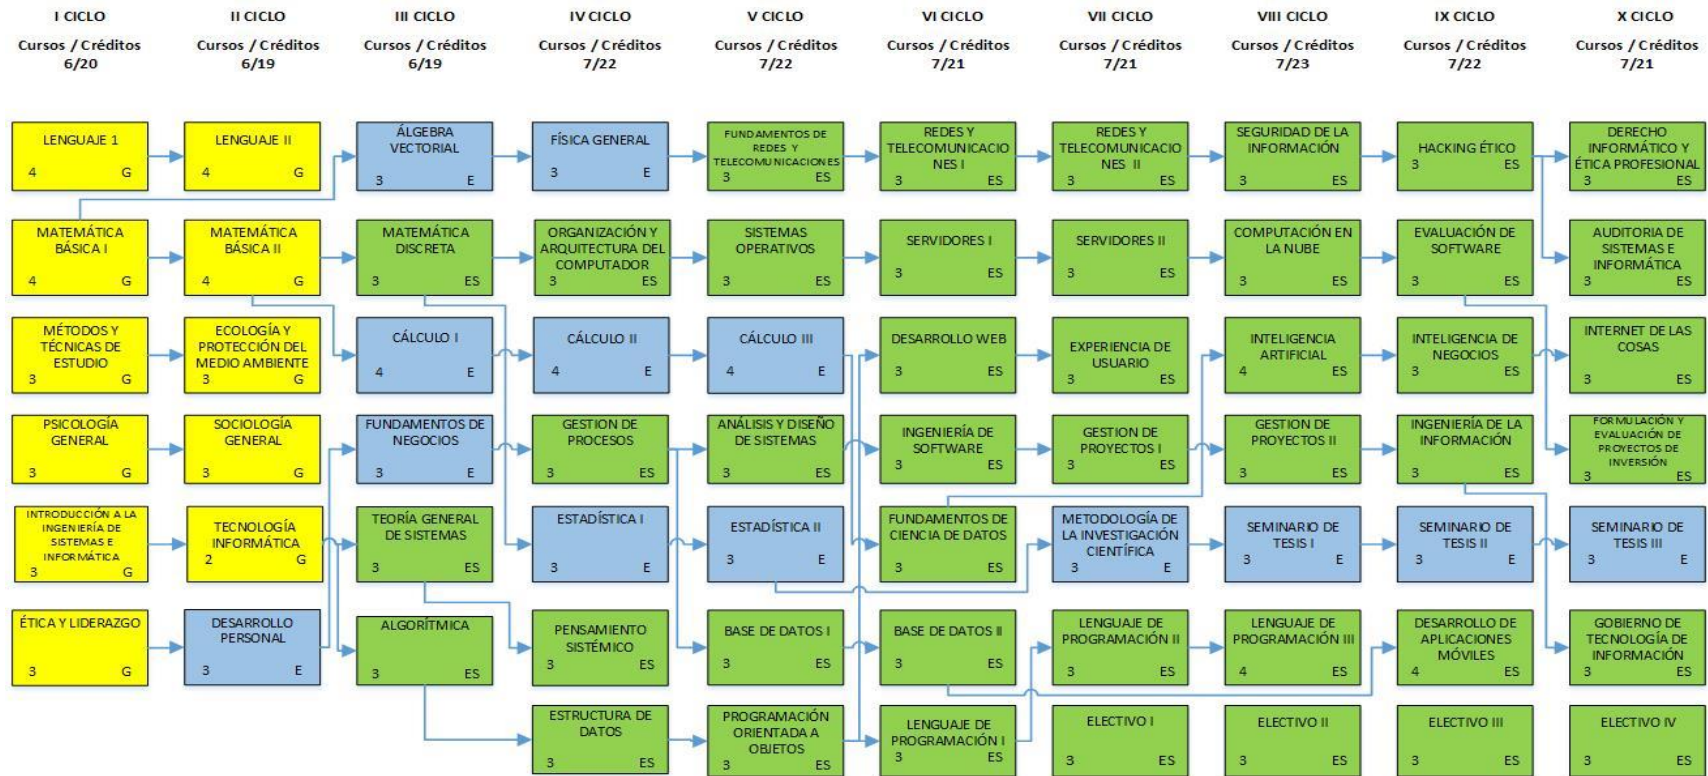 I CICLO
Cursos / Créditos
6/20
II CICLO
Cursos / Créditos
6/19
III CICLO
Cursos / Créditos
6/19
IV CICLO
Cursos / Créditos
7/22
V CICLO
Cursos / Créditos
7/22
VI CICLO
Cursos / Créditos
7/21
VII CICLO
Cursos / Créditos
7/21
VIII CICLO
Cursos / Créditos
7/23
IX CICLO
Cursos / Créditos
7/22
X CICLO
Cursos / Créditos
7/21
LENGUAJE 1
4 G
LENGUAJE II
4 G
ÁLGEBRA
VECTORIAL
3 E
FÍSICA GENERAL
3 E
FUNDAMENTOS DE
REDES Y
TELECOMUNICACIONES
3 ES
REDES Y
TELECOMUNICACIO
NES I
3 ES
REDES Y
TELECOMUNICACIO
NES II
3 ES
SEGURIDAD DE LA
INFORMACIÓN
3 ES
HACKING ÉTICO
3 ES
DERECHO
INFORMÁTICO Y
ÉTICA PROFESIONAL
3 ES
MATEMÁTICA
BÁSICA I
4 G
MATEMÁTICA
BÁSICA II
4 G
MATEMÁTICA
DISCRETA
3 ES
ORGANIZACIÓN Y
ARQUITECTURA DEL
COMPUTADOR
3 ES
SISTEMAS
OPERATIVOS
3 ES
SERVIDORES I
3 ES
SERVIDORES II
3 ES
COMPUTACIÓN EN
LA NUBE
3 ES
EVALUACIÓN DE
SOFTWARE
3 ES
AUDITORIA DE
SISTEMAS E
INFORMÁTICA
3 ES
MÉTODOS Y
TÉCNICAS DE
ESTUDIO
3 G
ECOLOGÍA Y
PROTECCIÓN DEL
MEDIO AMBIENTE
3 G
CÁLCULO I
4 E
CÁLCULO II
4 E
CÁLCULO III
4 E
DESARROLLO WEB
3 ES
EXPERIENCIA DE
USUARIO
3 ES
INTELIGENCIA
ARTIFICIAL
4 ES
INTELIGENCIA DE
NEGOCIOS
3 ES
INTERNET DE LAS
COSAS
3 ES
PSICOLOGÍA
GENERAL
3 G
SOCIOLOGÍA
GENERAL
3 G
FUNDAMENTOS DE
NEGOCIOS
3 E
GESTION DE
PROCESOS
3 ES
ANÁLISIS Y DISEÑO
DE SISTEMAS
3 ES
INGENIERÍA DE
SOFTWARE
3 ES
GESTION DE
PROYECTOS I
3 ES
GESTION DE
PROYECTOS II
3 ES
INGENIERÍA DE LA
INFORMACIÓN
3 ES
FORMULACIÓN Y
EVALUACIÓN DE
PROYECTOS DE
INVERSIÓN
3 ES
INTRODUCCIÓN A LA
INGENIERÍA DE
SISTEMAS E
INFORMÁTICA
3 G
TECNOLOGÍA
INFORMÁTICA
2 G
TEORÍA GENERAL
DE SISTEMAS
3 ES
ESTADÍSTICA I
3 E
ESTADÍSTICA II
3 E
FUNDAMENTOS DE
CIENCIA DE DATOS
3 ES
METODOLOGÍA DE
LA INVESTIGACIÓN
CIENTÍFICA
3 E
SEMINARIO DE
TESIS I
3 E
SEMINARIO DE
TESIS II
3 E
SEMINARIO DE
TESIS III
3 E
ÉTICA Y LIDERAZGO
3 G
DESARROLLO
PERSONAL
3 E
ALGORÍTMICA
3 ES
PENSAMIENTO
SISTÉMICO
3 ES
BASE DE DATOS I
3 ES
BASE DE DATOS II
3 ES
LENGUAJE DE
PROGRAMACIÓN II
3 ES
LENGUAJE DE
PROGRAMACIÓN III
4 ES
DESARROLLO DE
APLICACIONES
MÓVILES
4 ES
GOBIERNO DE
TECNOLOGÍA DE
INFORMACIÓN
3 ES
ESTRUCTURA DE
DATOS
3 ES
PROGRAMACIÓN
ORIENTADA A
OBJETOS
3 ES
LENGUAJE DE
PROGRAMACIÓN I
3 ES
ELECTIVO I
3 ES
ELECTIVO II
3 ES
ELECTIVO III
3 ES
ELECTIVO IV
3 ES